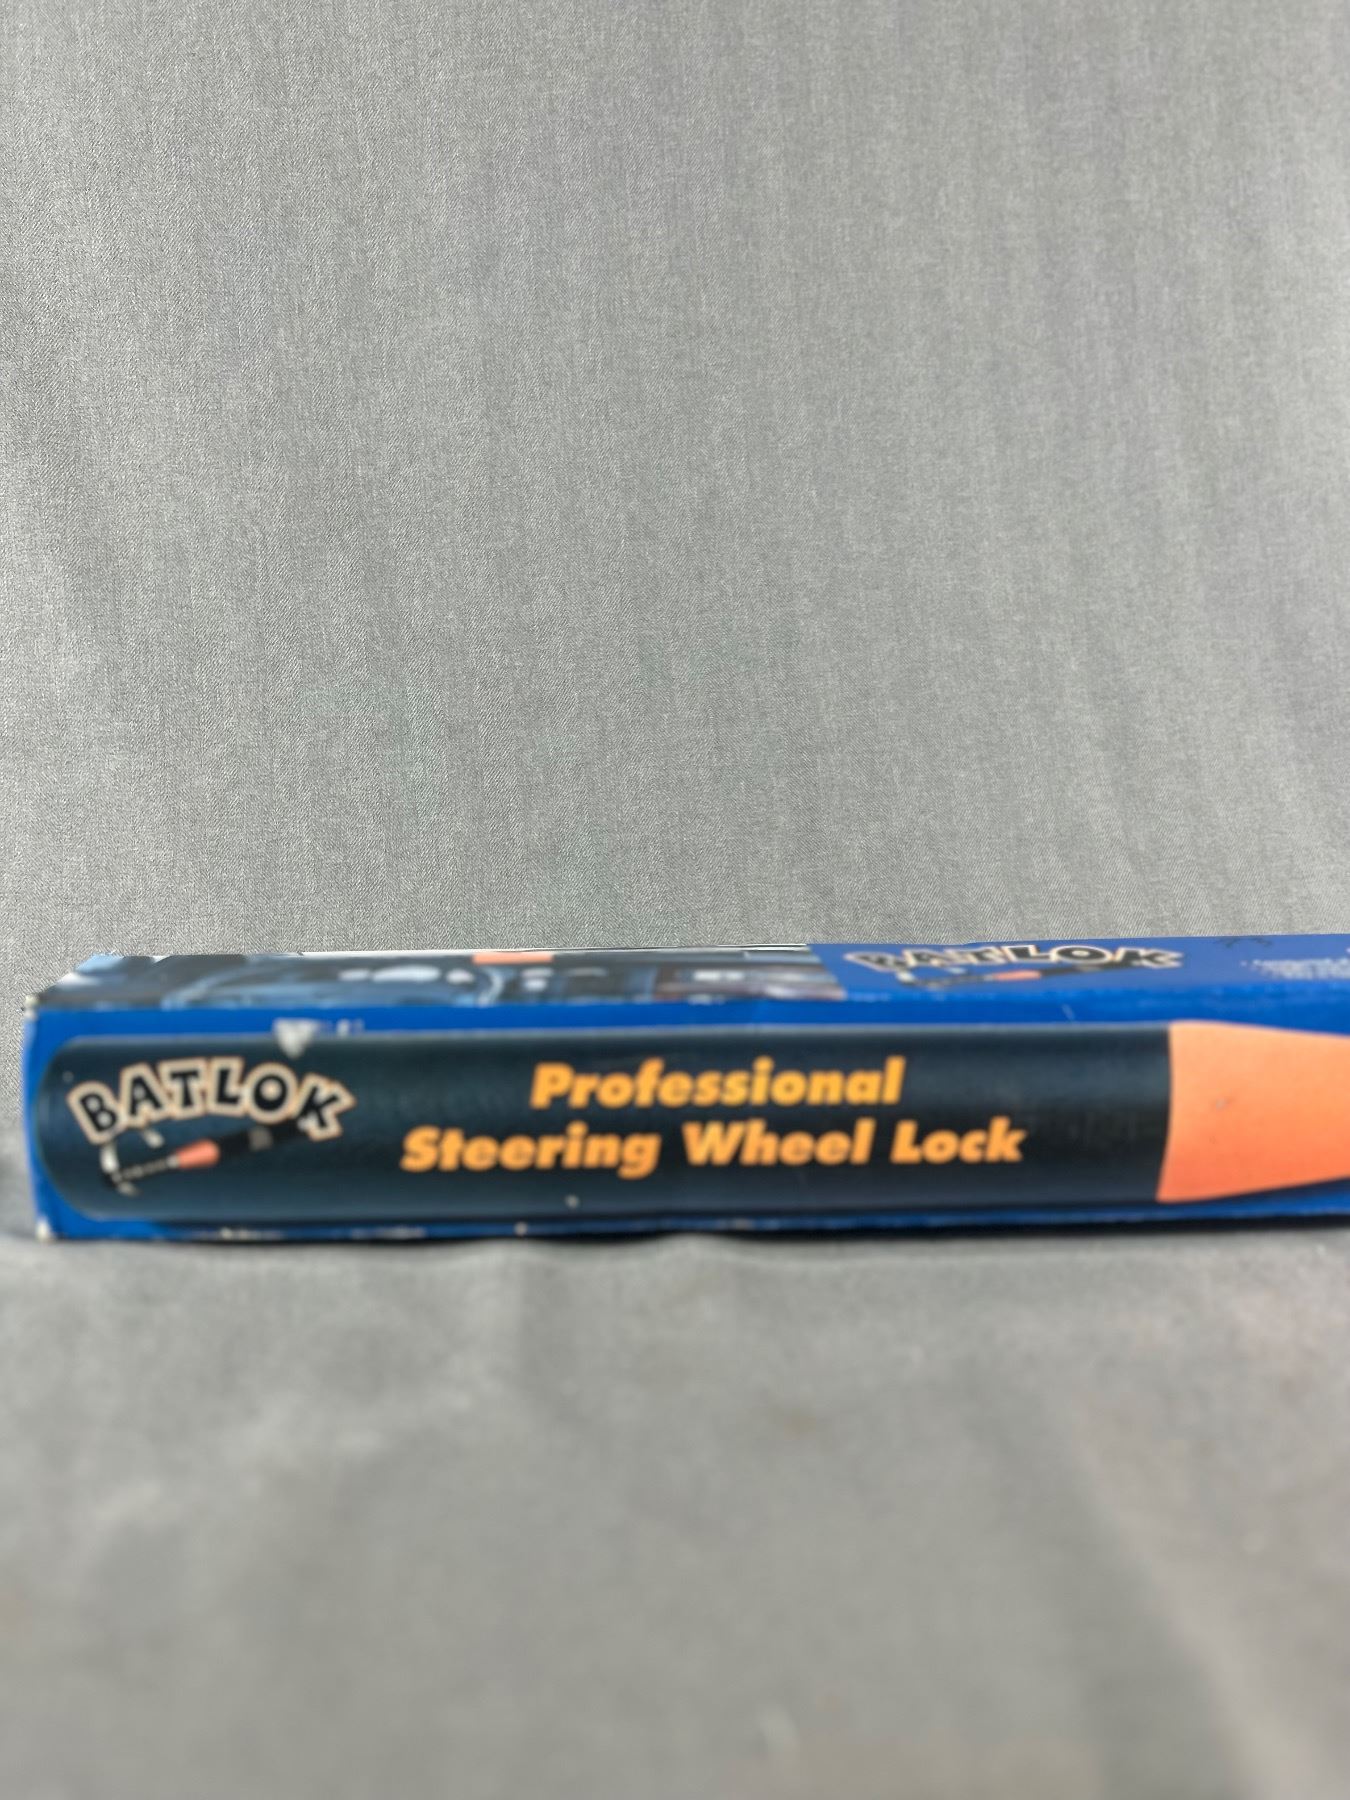 BATLOK
BATLOK
Professional
Steering Wheel Lock